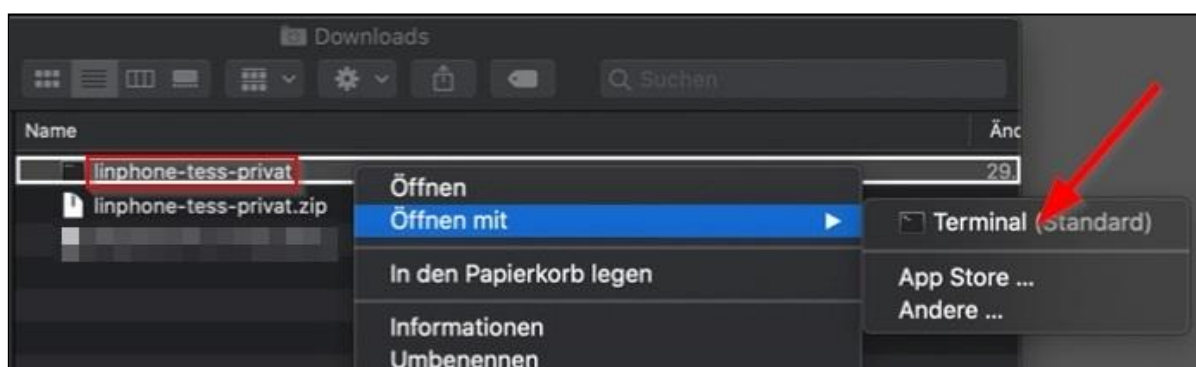 Downloads
Suchen
Name Änd
linphone-tess-privat 29.
linphone-tess-privat.zip
Öffnen
Öffnen mit
In den Papierkorb legen
Informationen
Umbenennen
Terminal (Standard)
App Store ...
Andere ...